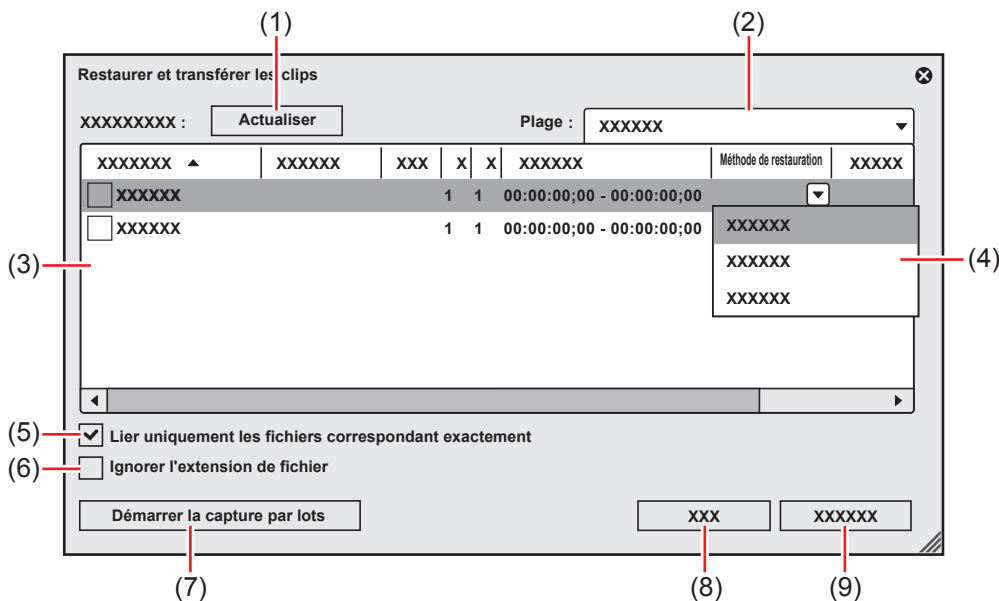 (1) (2)
Restaurer et transférer les clips
XXXXXXXXX : Actualiser Plage : XXXXXX
XXXXXXX XXXXXX XXX X X XXXXXX Méthode de restauration XXXXX
XXXXXX 1 1 00:00:00;00 - 00:00:00;00
XXXXXX 1 1 00:00:00;00 - 00:00:00;00 XXXXXX
(3) XXXXXX (4)
XXXXXX
(5) Lier uniquement les fichiers correspondant exactement
(6) Ignorer l'extension de fichier
Démarrer la capture par lots XXX XXXXXX
(7) (8) (9)